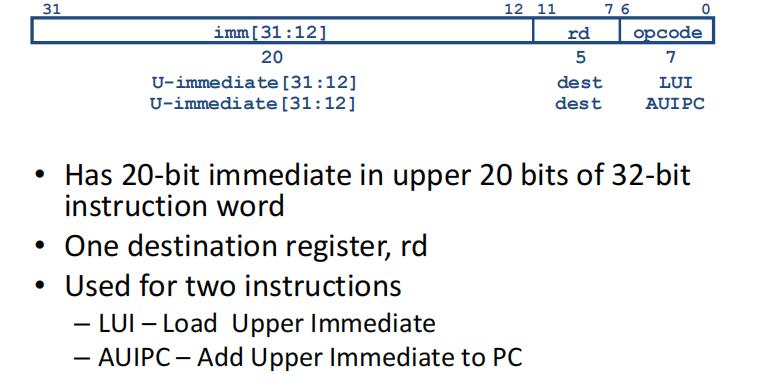 31 12 11 7 6 0
imm[31:12] rd opcode
20 5 7
U-immediate[31:12] dest LUI
U-immediate[31:12] dest AUIPC
• Has 20-bit immediate in upper 20 bits of 32-bit
instruction word
• One destination register, rd
• Used for two instructions
– LUI – Load  Upper Immediate
– AUIPC – Add Upper Immediate to PC